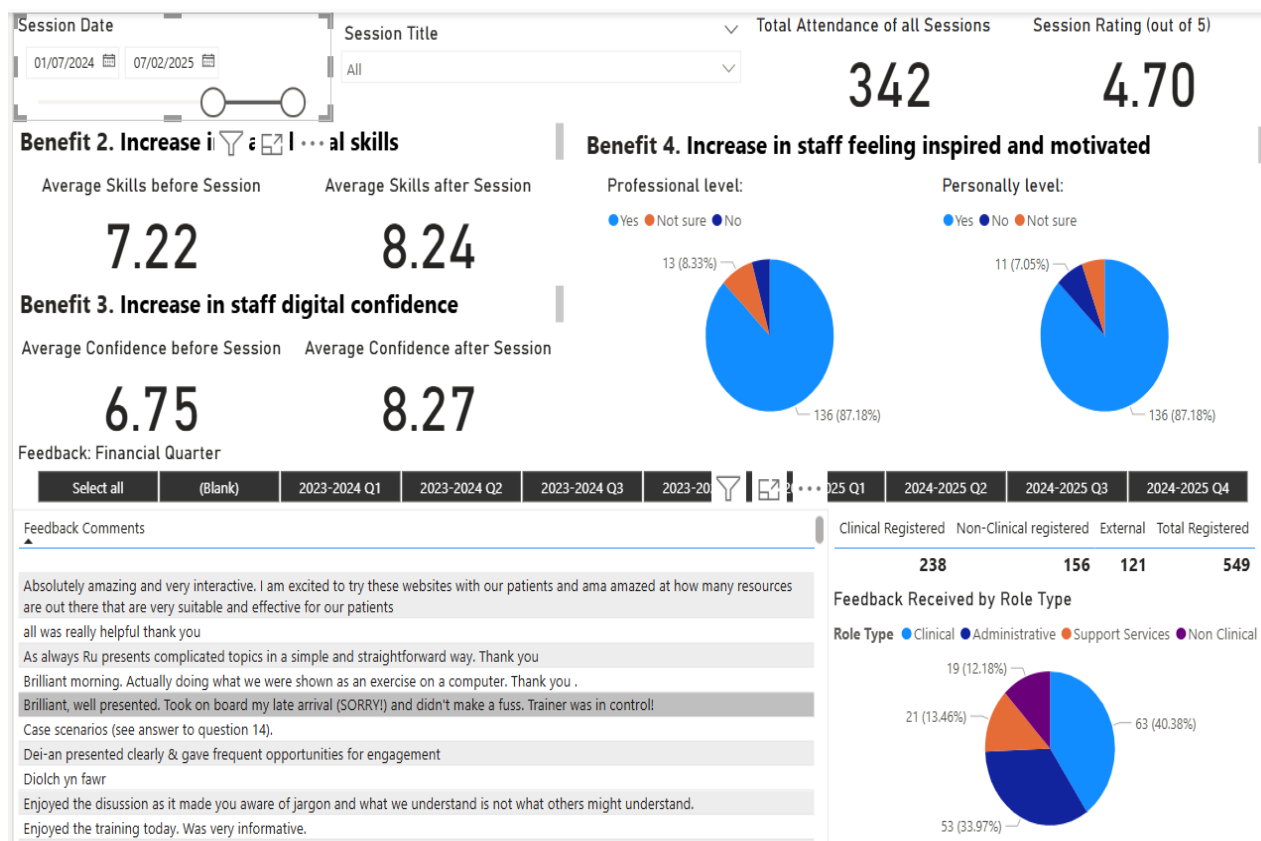 Session Date
01/07/2024 07/02/2025
Session Title
All
Total Attendance of all Sessions
342
Session Rating (out of 5)
4.70
Benefit 2. Increase al skills
Average Skills before Session
7.22
Average Skills after Session
8.24
Benefit 3. Increase in staff digital confidence
Average Confidence before Session
6.75
Average Confidence after Session
8.27
Benefit 4. Increase in staff feeling inspired and motivated
Professional level:
Yes Not sure No
13 (8.33%)
136 (87.18%)
Personally level:
Yes No Not sure
11 (7.05%)
136 (87.18%)
Feedback: Financial Quarter
Select all (Blank) 2023-2024 Q1 2023-2024 Q2 2023-2024 Q3 2023-20 025 Q1 2024-2025 Q2 2024-2025 Q3 2024-2025 Q4
Feedback Comments
Absolutely amazing and very interactive. I am excited to try these websites with our patients and ama amazed at how many resources
are out there that are very suitable and effective for our patients
all was really helpful thank you
As always Ru presents complicated topics in a simple and straightforward way. Thank you
Brilliant morning. Actually doing what we were shown as an exercise on a computer. Thank you .
Brilliant, well presented. Took on board my late arrival (SORRY!) and didn't make a fuss. Trainer was in control!
Case scenarios (see answer to question 14).
Dei-an presented clearly & gave frequent opportunities for engagement
Diolch yn fawr
Enjoyed the disussion as it made you aware of jargon and what we understand is not what others might understand.
Enjoyed the training today. Was very informative.
Clinical Registered Non-Clinical registered External Total Registered
238 156 121 549
Feedback Received by Role Type
Role Type Clinical Administrative Support Services Non Clinical
19 (12.18%)
21 (13.46%)
63 (40.38%)
53 (33.97%)